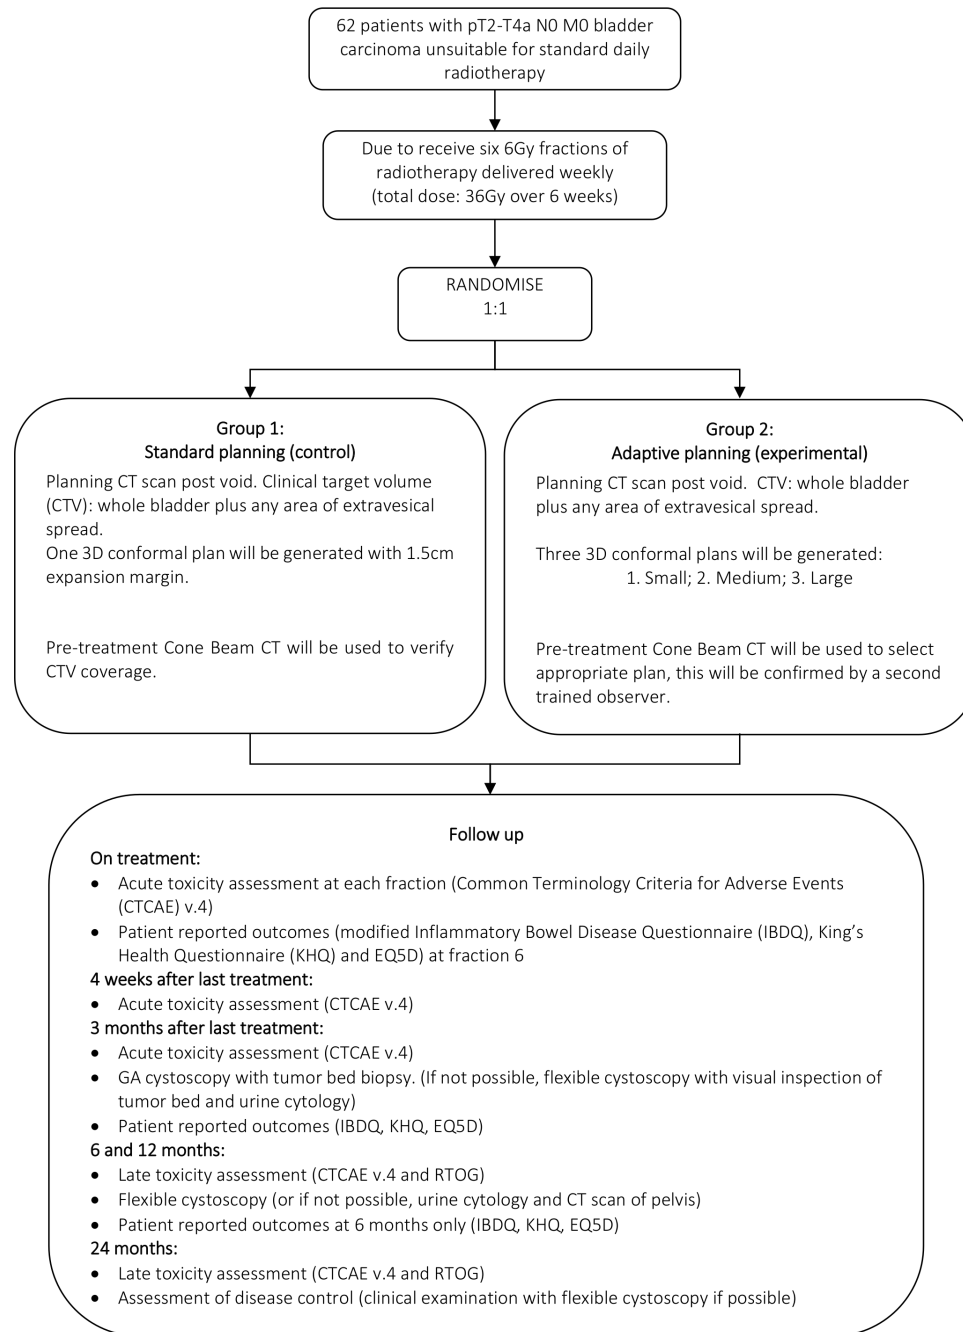 62 patients with pT2-T4a N0 M0 bladder
carcinoma unsuitable for standard daily
radiotherapy
Due to receive six 6Gy fractions of
radiotherapy delivered weekly
(total dose: 36Gy over 6 weeks)
RANDOMISE
1:1
Group 1:
Standard planning (control)
Planning CT scan post void. Clinical target volume
(CTV): whole bladder plus any area of extravesical
spread.
One 3D conformal plan will be generated with 1.5cm
expansion margin.
Pre-treatment Cone Beam CT will be used to verify
CTV coverage.
Group 2:
Adaptive planning (experimental)
Planning CT scan post void.  CTV: whole bladder
plus any area of extravesical spread.
Three 3D conformal plans will be generated:
1. Small; 2. Medium; 3. Large
Pre-treatment Cone Beam CT will be used to select
appropriate plan, this will be confirmed by a second
trained observer.
Follow up
On treatment:
• Acute toxicity assessment at each fraction (Common Terminology Criteria for Adverse Events
(CTCAE) v.4)
• Patient reported outcomes (modified Inflammatory Bowel Disease Questionnaire (IBDQ), King's
Health Questionnaire (KHQ) and EQ5D) at fraction 6
4 weeks after last treatment:
• Acute toxicity assessment (CTCAE v.4)
3 months after last treatment:
• Acute toxicity assessment (CTCAE v.4)
• GA cystoscopy with tumor bed biopsy. (If not possible, flexible cystoscopy with visual inspection of
tumor bed and urine cytology)
• Patient reported outcomes (IBDQ, KHQ, EQ5D)
6 and 12 months:
• Late toxicity assessment (CTCAE v.4 and RTOG)
• Flexible cystoscopy (or if not possible, urine cytology and CT scan of pelvis)
• Patient reported outcomes at 6 months only (IBDQ, KHQ, EQ5D)
24 months:
• Late toxicity assessment (CTCAE v.4 and RTOG)
• Assessment of disease control (clinical examination with flexible cystoscopy if possible)